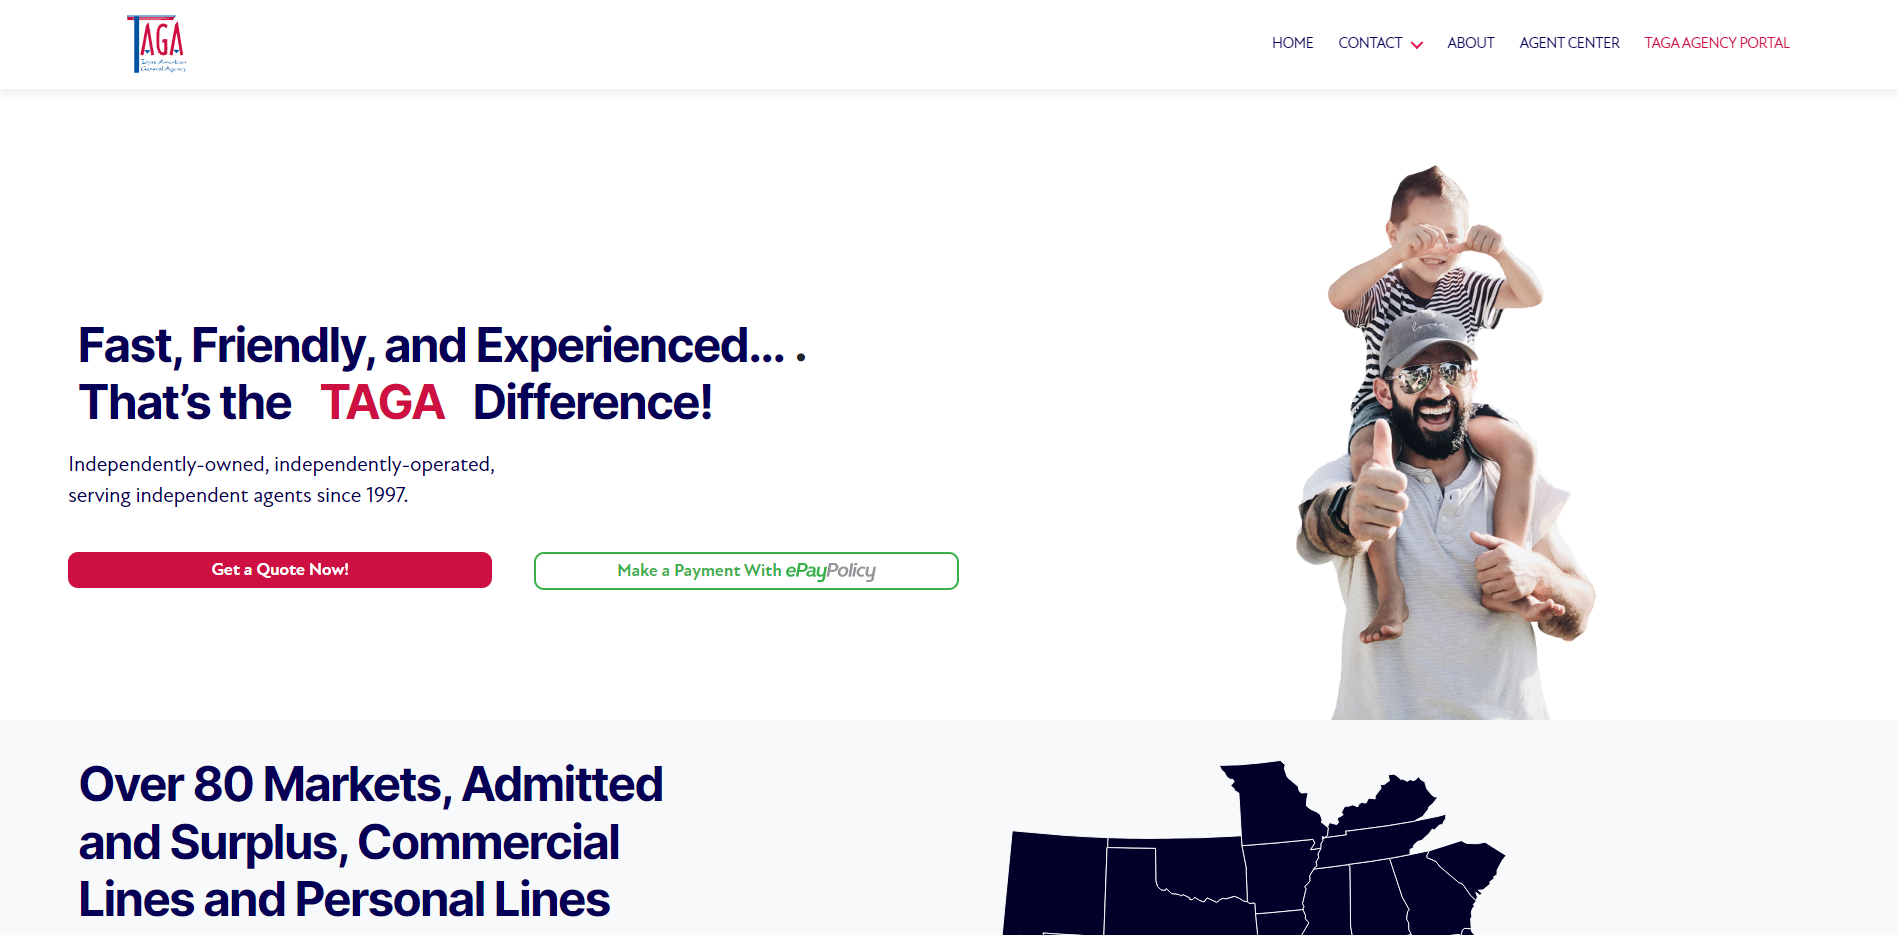 TAGA
Tejas American
General Agency
HOME CONTACT ABOUT AGENT CENTER TAGA AGENCY PORTAL
Fast, Friendly, and Experienced... .
That’s the TAGA Difference!
Independently-owned, independently-operated,
serving independent agents since 1997.
Get a Quote Now!
Make a Payment With ePayPolicy
Over 80 Markets, Admitted
and Surplus, Commercial
Lines and Personal Lines